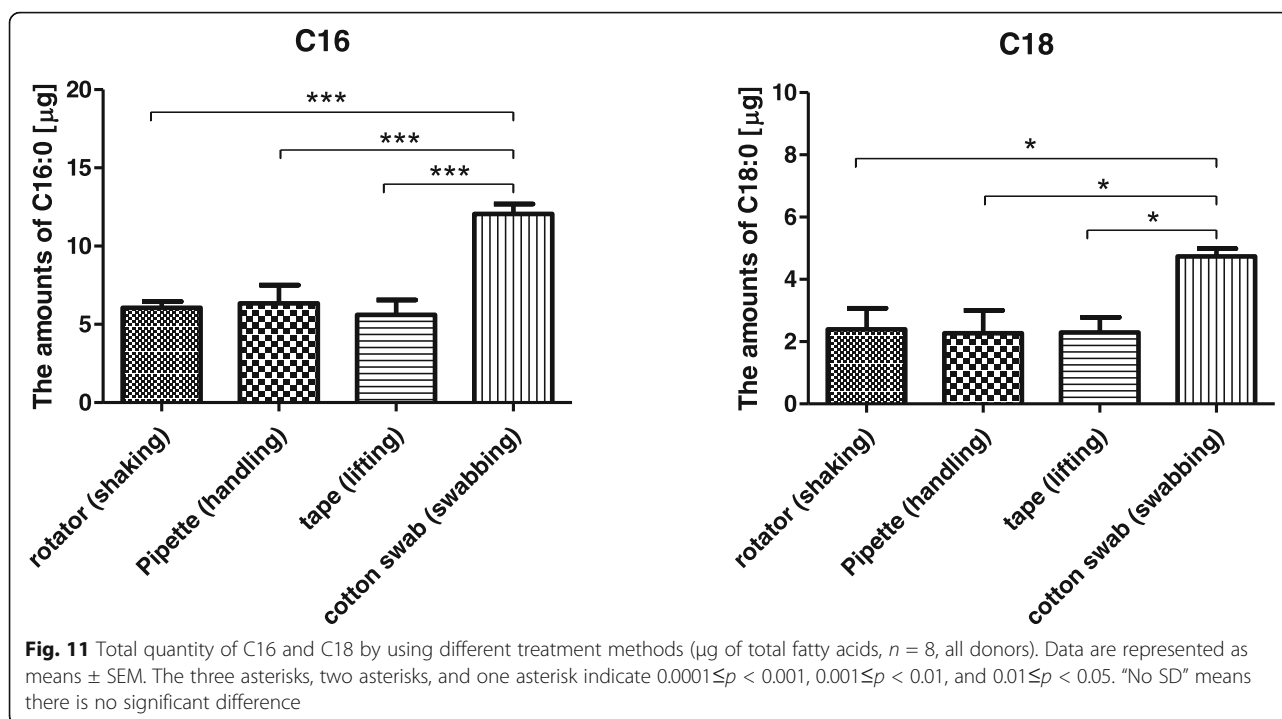 C16
The amounts of C16:0 [µg]
20
15
10
5
0
***
***
***
rotator (shaking)
Pipette (handling)
tape (lifting)
cotton swab (swabbing)
C18
The amounts of C18:0 [µg]
10
8
6
4
2
0
*
*
*
rotator (shaking)
Pipette (handling)
tape (lifting)
cotton swab (swabbing)
Fig. 11 Total quantity of C16 and C18 by using different treatment methods (µg of total fatty acids, n = 8, all donors). Data are represented as
means ± SEM. The three asterisks, two asterisks, and one asterisk indicate 0.0001≤p < 0.001, 0.001≤p < 0.01, and 0.01≤p < 0.05. “No SD” means
there is no significant difference